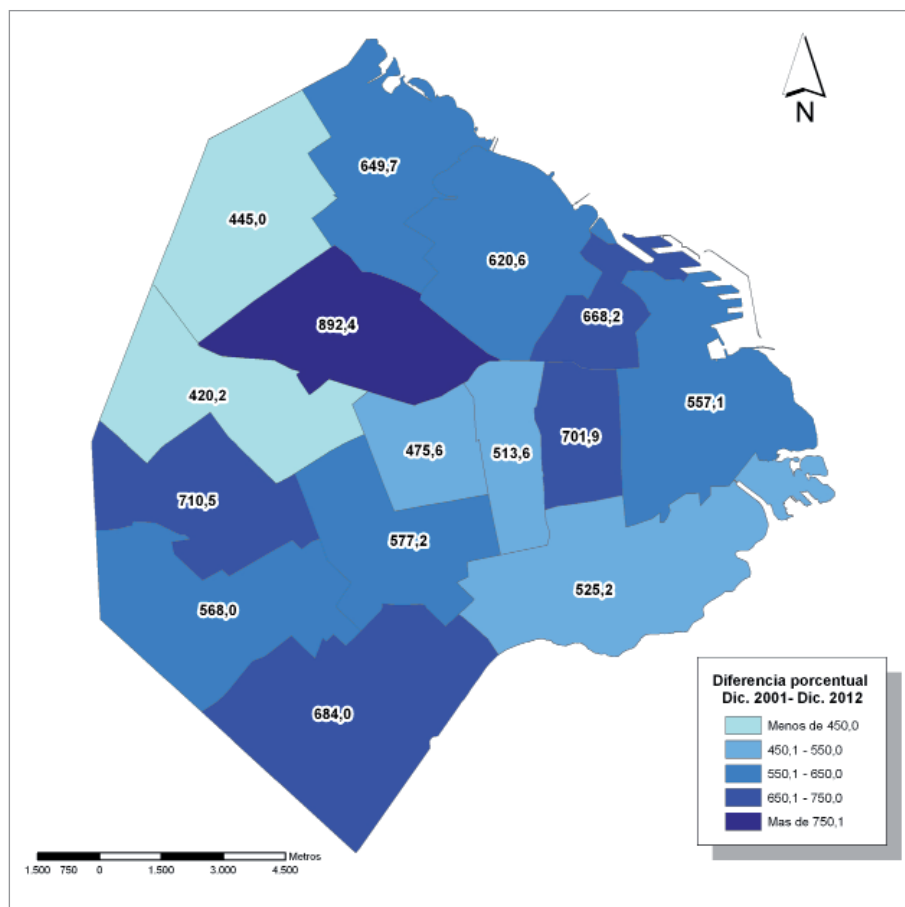 N
649,7
445,0
620,6
668,2
892,4
420,2
557,1
701,9
475,6
513,6
710,5
577,2
525,2
568,0
684,0
Diferencia porcentual
Dic. 2001- Dic. 2012
Menos de 450,0
450,1 - 550,0
550,1 - 650,0
650,1 - 750,0
Mas de 750,1
Metros
1.500 750 0 1.500 3.000 4.500